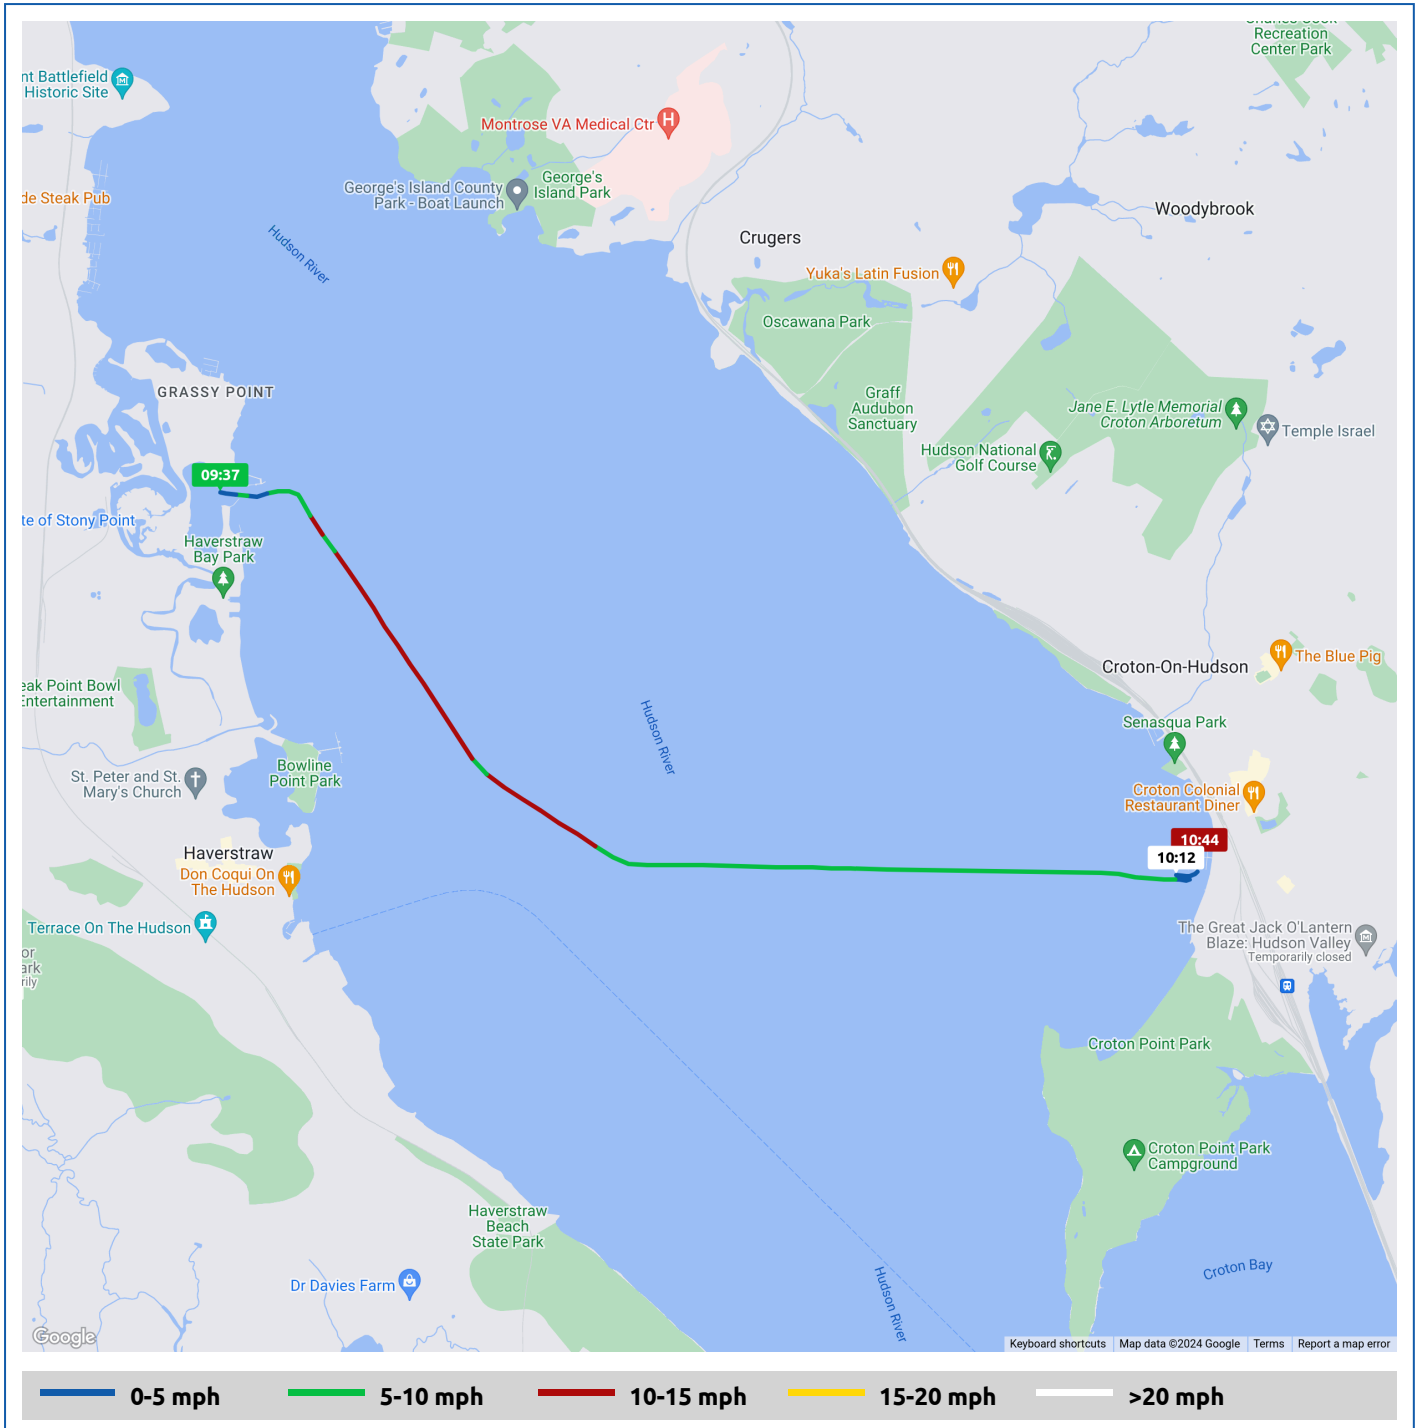 Recreation
Center Park
nt Battlefield
Historic Site
Montrose VA Medical Ctr
George's
Island Park
George's Island County
Park - Boat Launch
de Steak Pub
Woodybrook
Hudson River
Crugers
Yuka's Latin Fusion
Oscawana Park
GRASSY POINT
Graff
Audubon
Sanctuary
Jane E. Lytle Memorial
Croton Arboretum
Temple Israel
Hudson National
Golf Course
09:37
te of Stony Point
Haverstraw
Bay Park
Croton-On-Hudson
The Blue Pig
eak Point Bowl
Entertainment
Hudson River
Senasqua Park
St. Peter and St.
Mary's Church
Bowline
Point Park
Croton Colonial
Restaurant Diner
10:44
10:12
Haverstraw
Don Coqui On
The Hudson
Terrace On The Hudson
The Great Jack O'Lantern
Blaze: Hudson Valley
Temporarily closed
or
ark
rily
Croton Point Park
Croton Point Park
Campground
Haverstraw
Beach
State Park
Croton Bay
Dr Davies Farm
Hudson River
Google
Keyboard shortcuts
Map data ©2024 Google
Terms
Report a map error
0-5 mph
5-10 mph
10-15 mph
15-20 mph
>20 mph